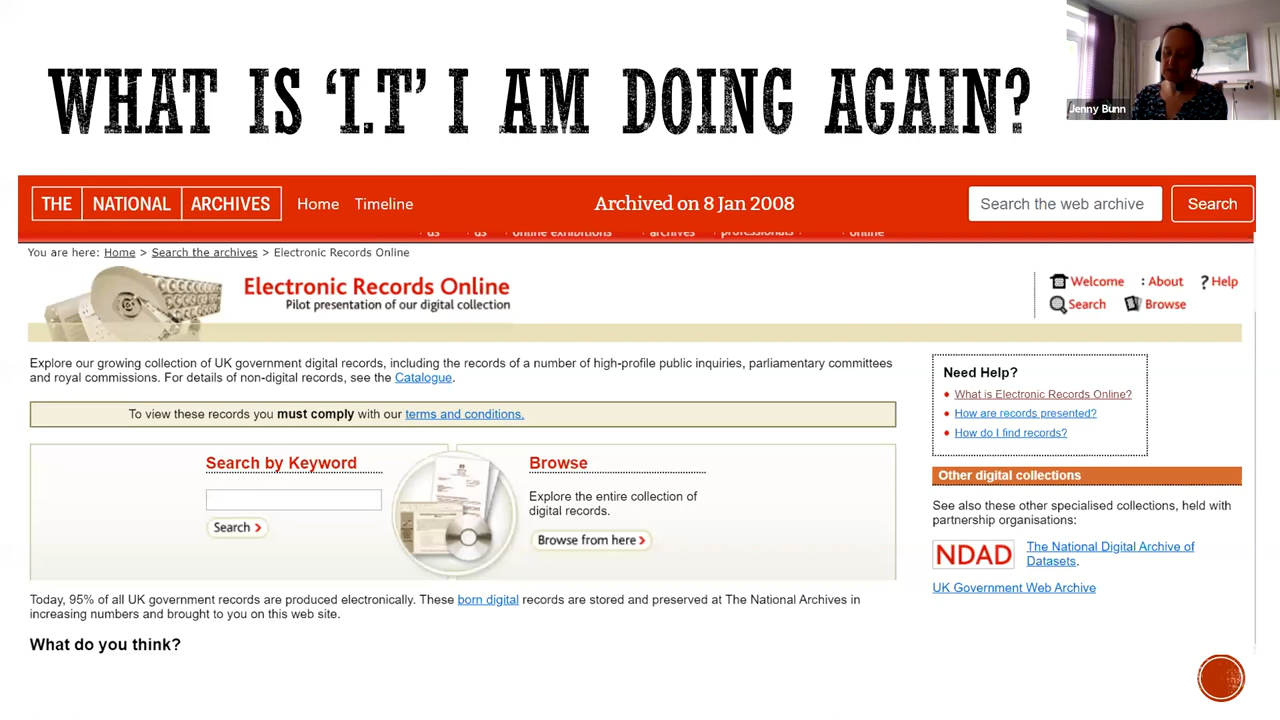 WHAT IS ‘I.T’ I AM DOING AGAIN?
Jenny Bunn
THE NATIONAL ARCHIVES Home Timeline Archived on 8 Jan 2008 Search the web archive Search
us us online exhibitions archives professionals online
You are here: Home > Search the archives > Electronic Records Online
Electronic Records Online
Pilot presentation of our digital collection
Welcome : About ? Help
Search Browse
Explore our growing collection of UK government digital records, including the records of a number of high-profile public inquiries, parliamentary committees
and royal commissions. For details of non-digital records, see the Catalogue.
To view these records you must comply with our terms and conditions.
Search by Keyword
Search >
Browse
Explore the entire collection of
digital records.
Browse from here >
Need Help?
What is Electronic Records Online?
How are records presented?
How do I find records?
Other digital collections
See also these other specialised collections, held with
partnership organisations:
NDAD The National Digital Archive of
Datasets.
UK Government Web Archive
Today, 95% of all UK government records are produced electronically. These born digital records are stored and preserved at The National Archives in
increasing numbers and brought to you on this web site.
What do you think?